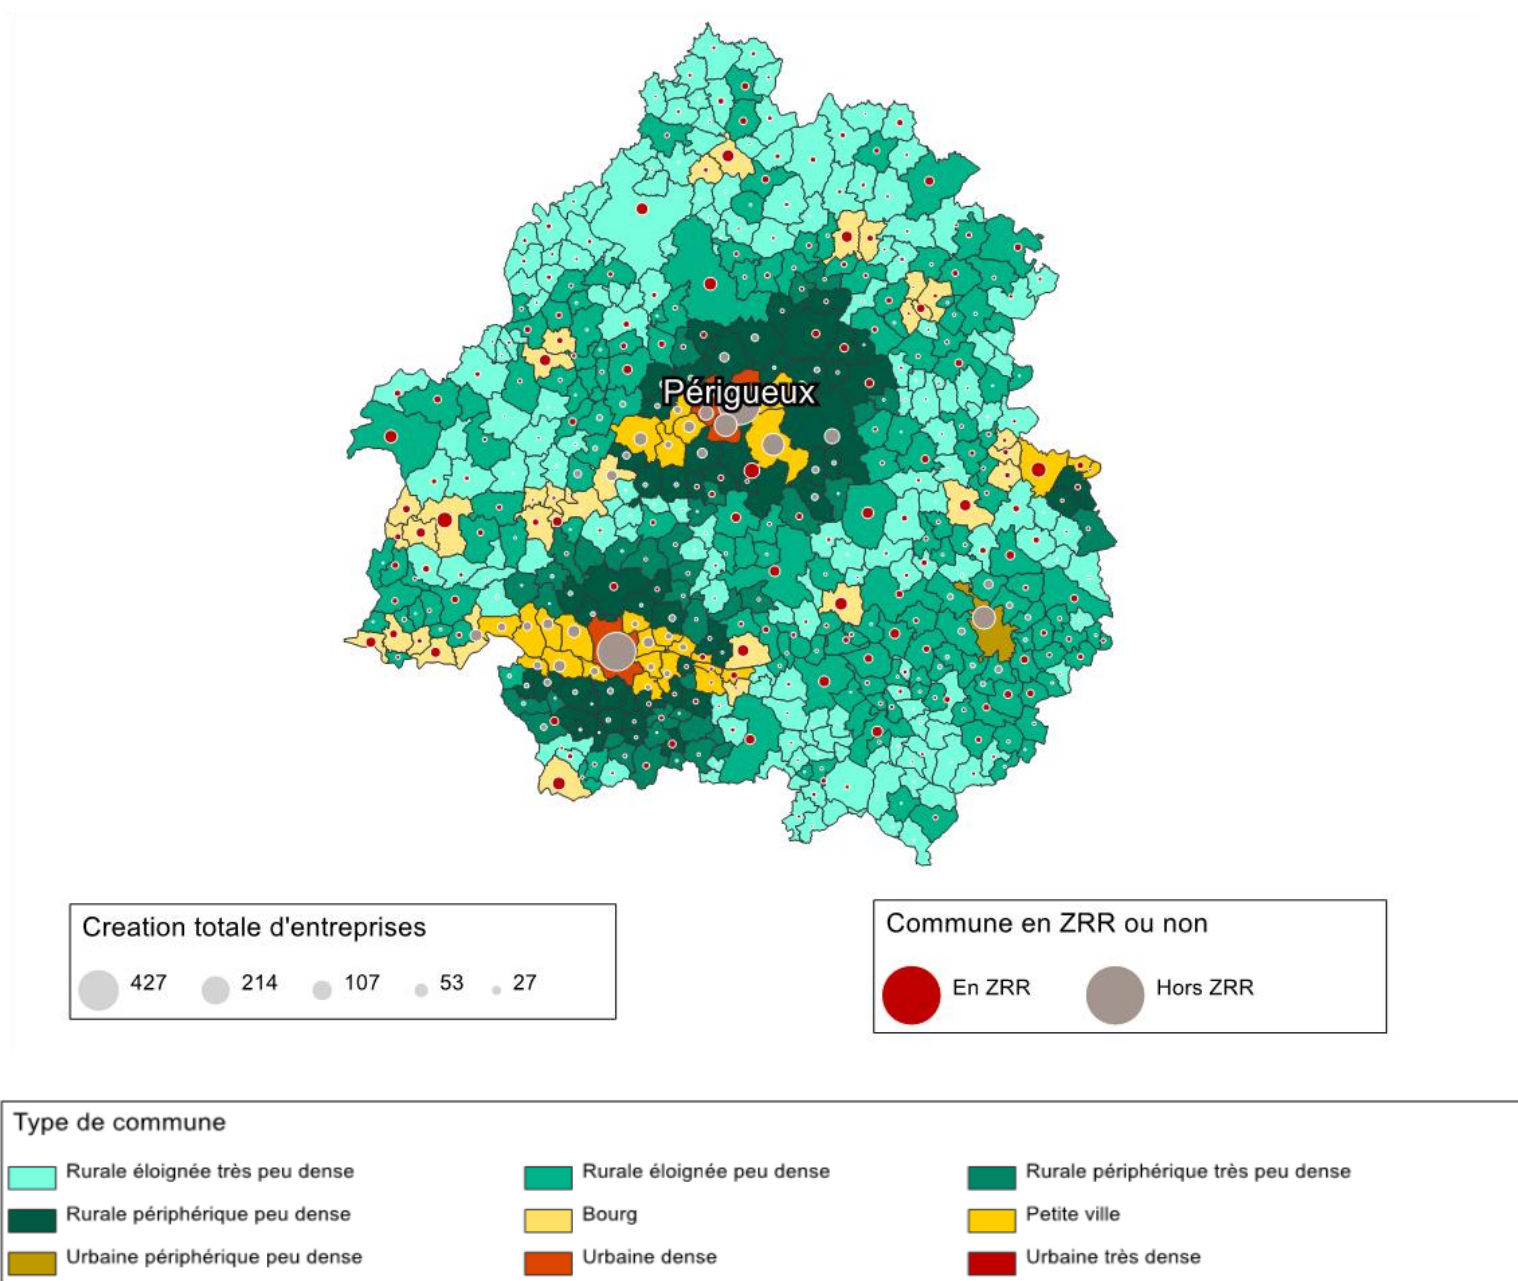 Périgueux
Creation totale d'entreprises
427 214 107 53 27
Commune en ZRR ou non
En ZRR Hors ZRR
Type de commune
Rurale éloignée très peu dense Rurale éloignée peu dense Rurale périphérique très peu dense
Rurale périphérique peu dense Bourg Petite ville
Urbaine périphérique peu dense Urbaine dense Urbaine très dense